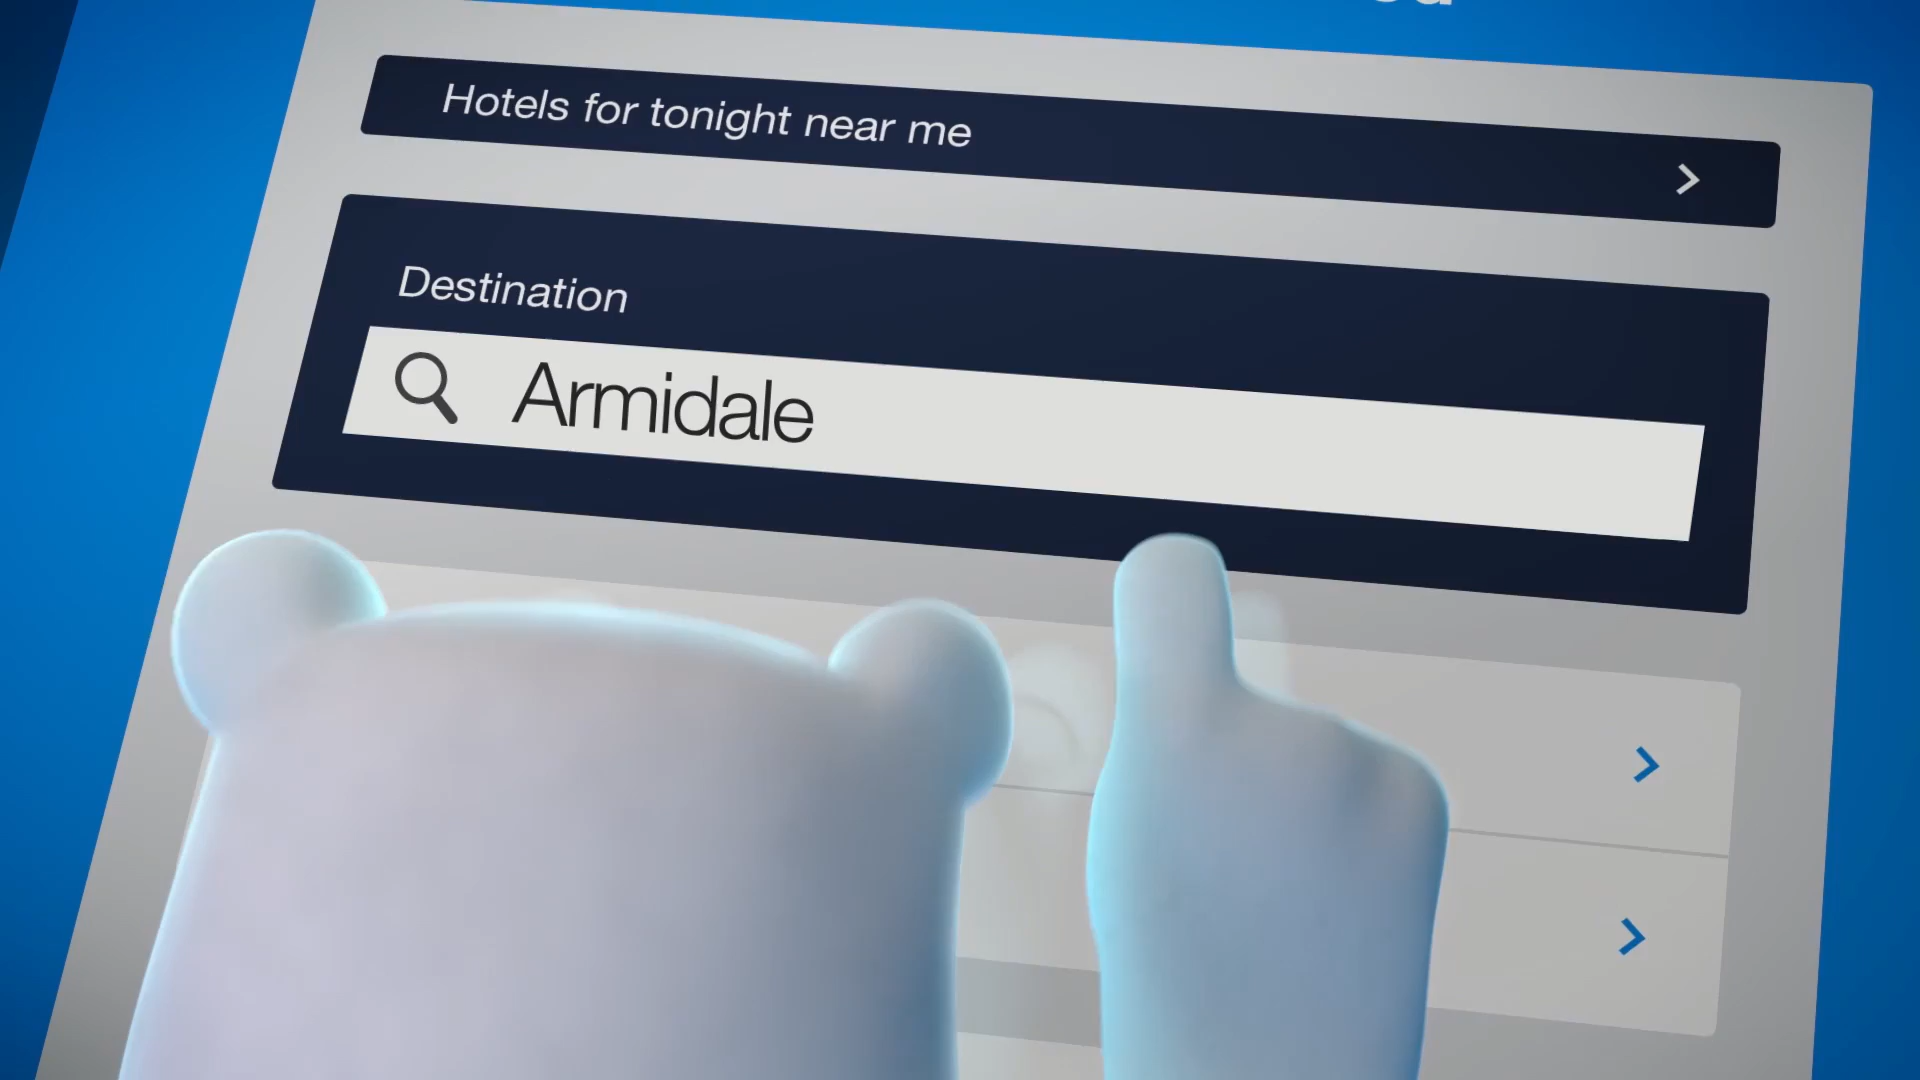 Hotels for tonight near me
Destination
Armidale